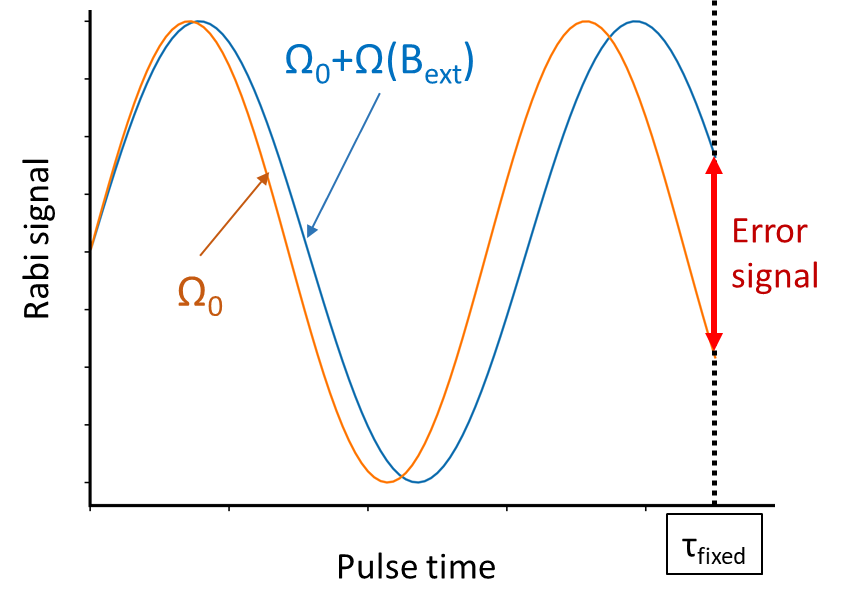 Ω₀+Ω(Bₑₓₜ)
Rabi signal
Ω₀
Error
signal
Pulse time
τfixed